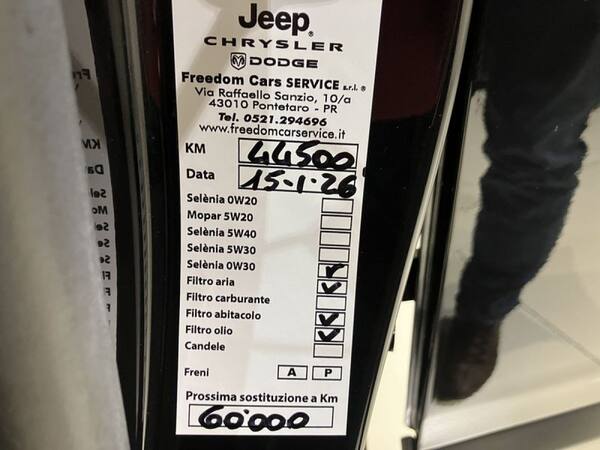 Jeep®
CHRYSLER
DODGE
Freedom Cars SERVICE s.r.l. ®
Via Raffaello Sanzio, 10/a
43010 Pontetaro - PR
Tel. 0521.294696
www.freedomcarservice.it
KM 44500
Data 15-1-26
Selènia 0W20
Mopar 5W20
Selènia 5W40
Selènia 5W30
Selènia 0W30 ✓
Filtro aria ✓
Filtro carburante
Filtro abitacolo ✓
Filtro olio ✓
Candele
Freni A P
Prossima sostituzione a Km
60'000